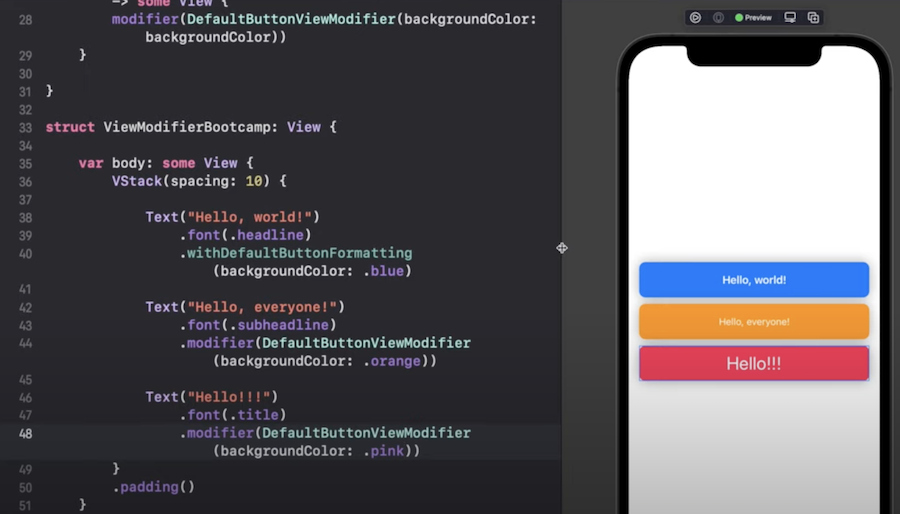 -> some View {
28 modifier(DefaultButtonViewModifier(backgroundColor:
backgroundColor))
29 }
30
31 }
32
33 struct ViewModifierBootcamp: View {
34
35 var body: some View {
36 VStack(spacing: 10) {
37
38 Text("Hello, world!")
39 .font(.headline)
40 .withDefaultButtonFormatting
(backgroundColor: .blue)
41
42 Text("Hello, everyone!")
43 .font(.subheadline)
44 .modifier(DefaultButtonViewModifier
(backgroundColor: .orange))
45
46 Text("Hello!!!")
47 .font(.title)
48 .modifier(DefaultButtonViewModifier
(backgroundColor: .pink))
49 }
50 .padding()
51 }
Preview
Hello, world!
Hello, everyone!
Hello!!!